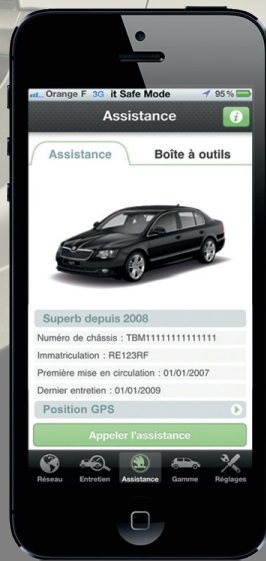 Orange F 3G it Safe Mode 95 %
Assistance
Assistance Boîte à outils
Superb depuis 2008
Numéro de châssis : TBM11111111111111
Immatriculation : RE123RF
Première mise en circulation : 01/01/2007
Dernier entretien : 01/01/2009
Position GPS
Appeler l'assistance
Réseau Entretien Assistance Gamme Réglages